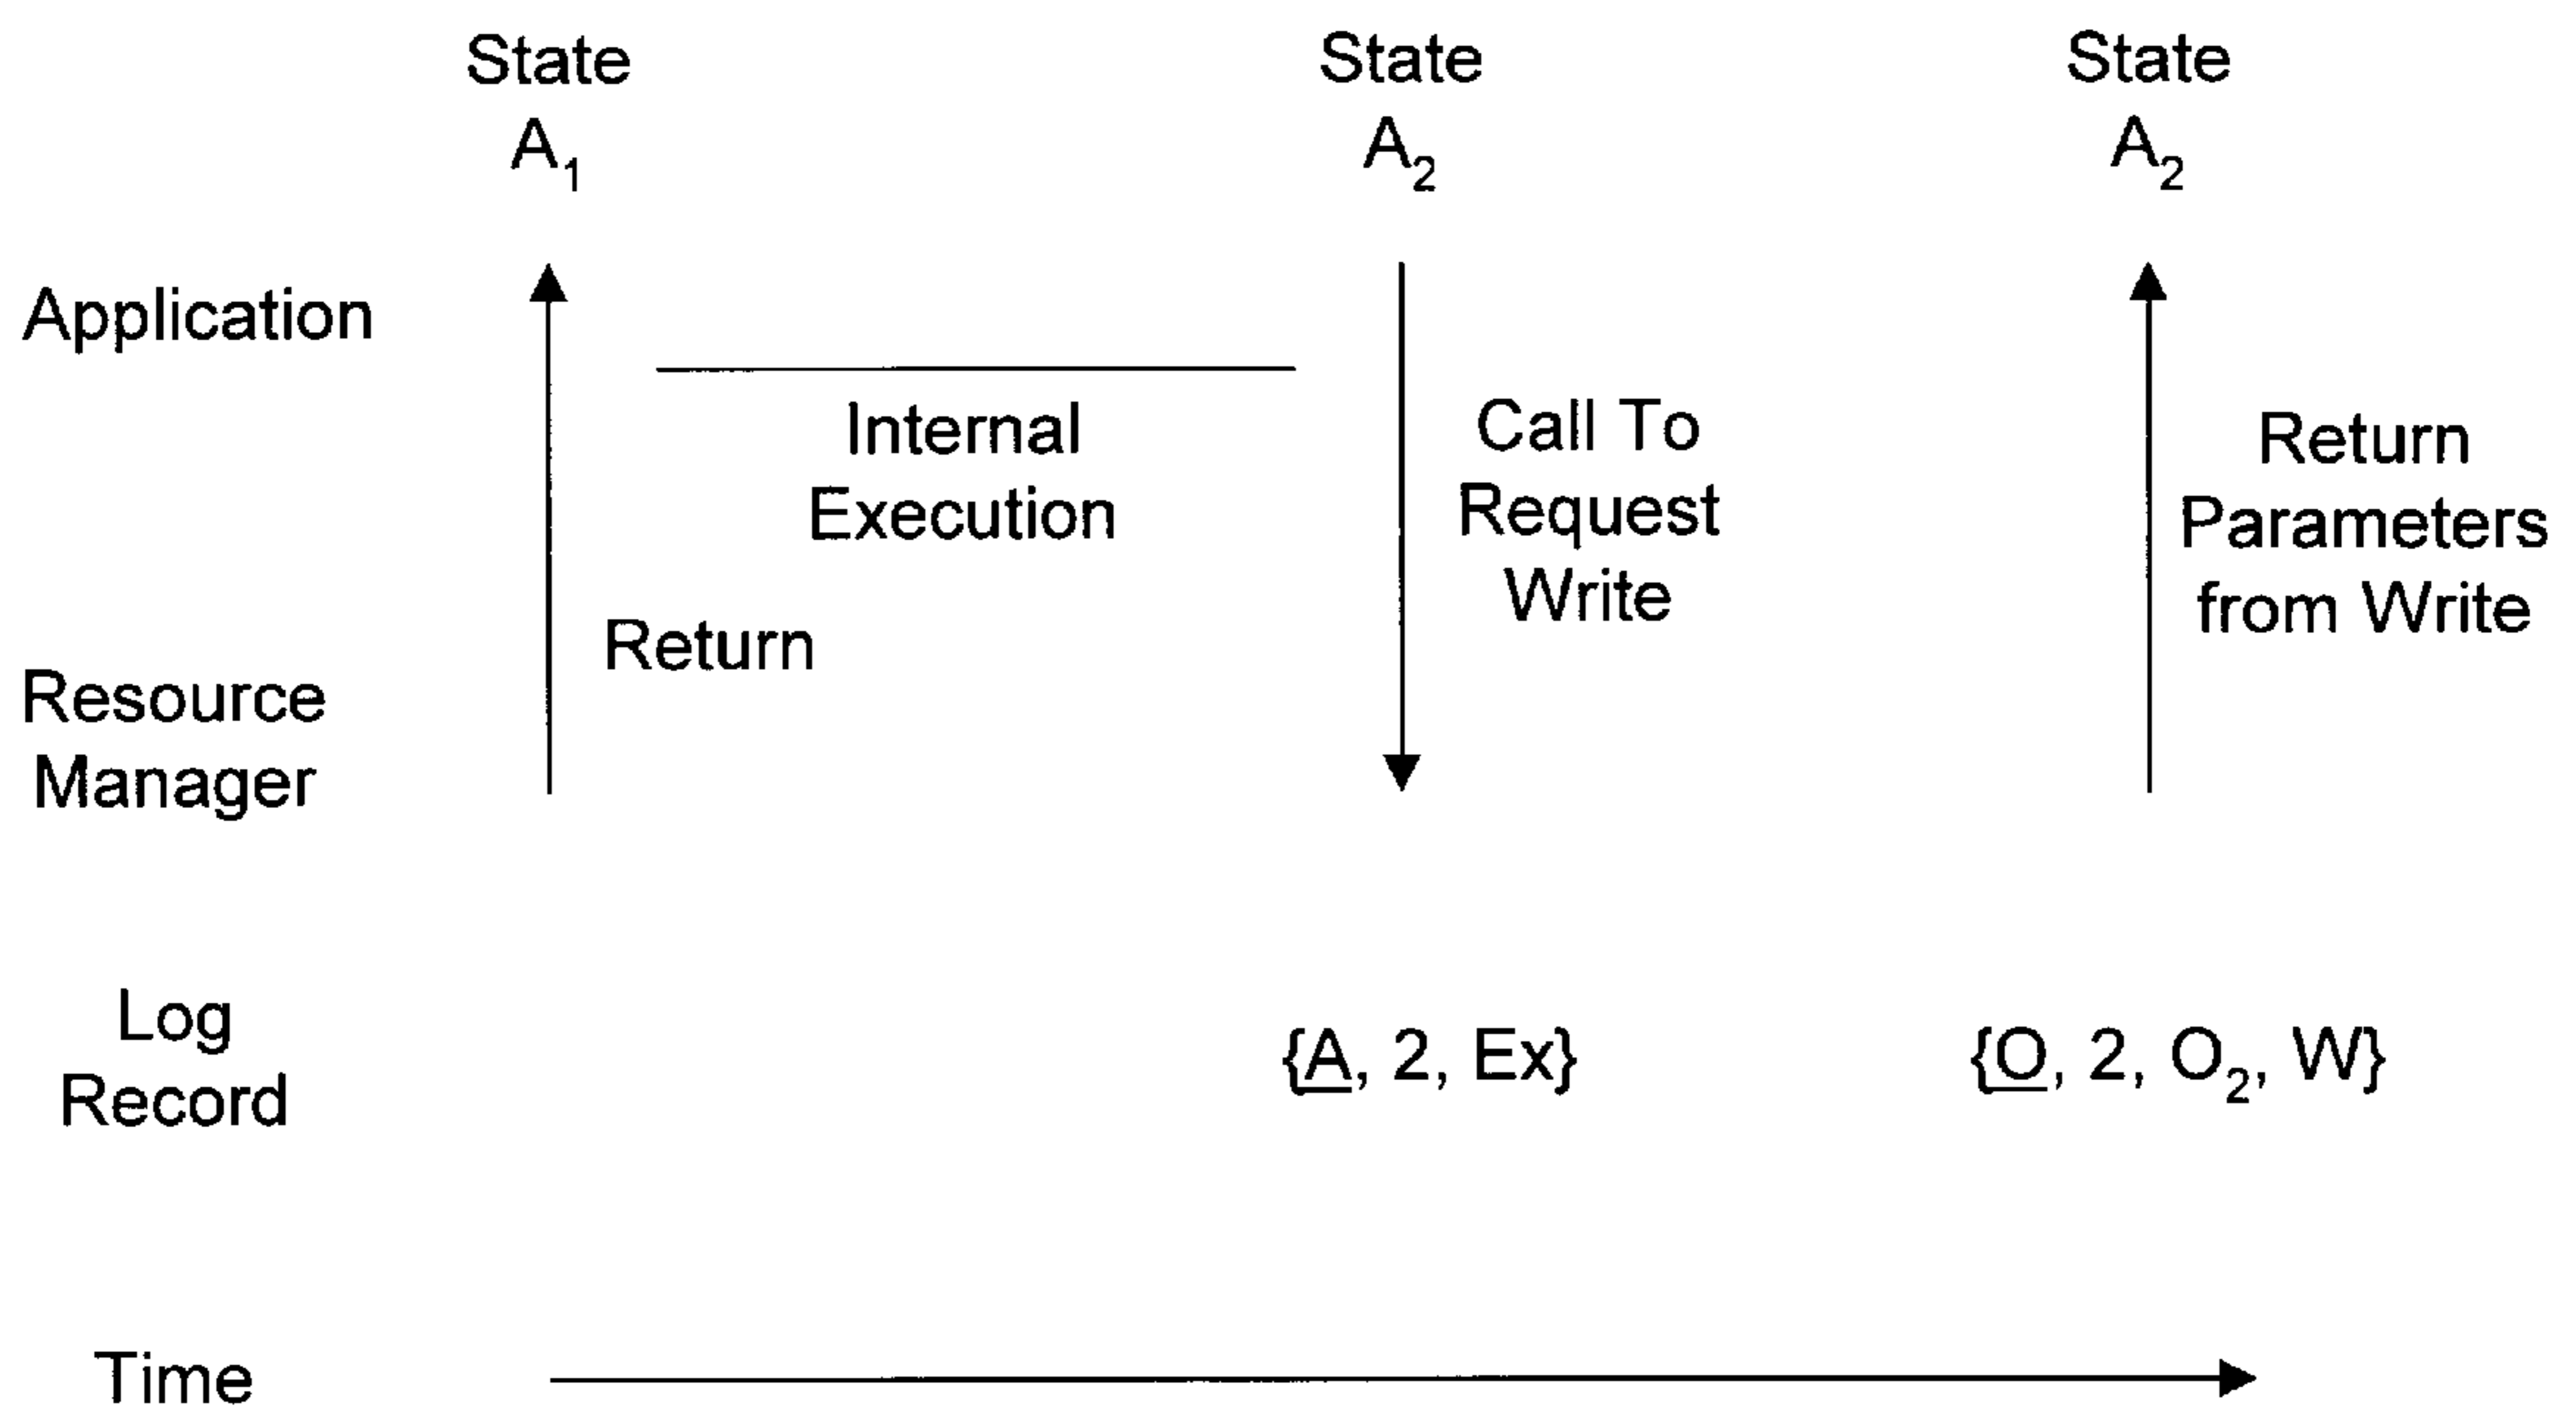 State
A₁
State
A₂
State
A₂
Application
Internal
Execution
Call To
Request
Write
Return
Parameters
from Write
Return
Resource
Manager
Log
Record
{A, 2, Ex}
{O, 2, O₂, W}
Time